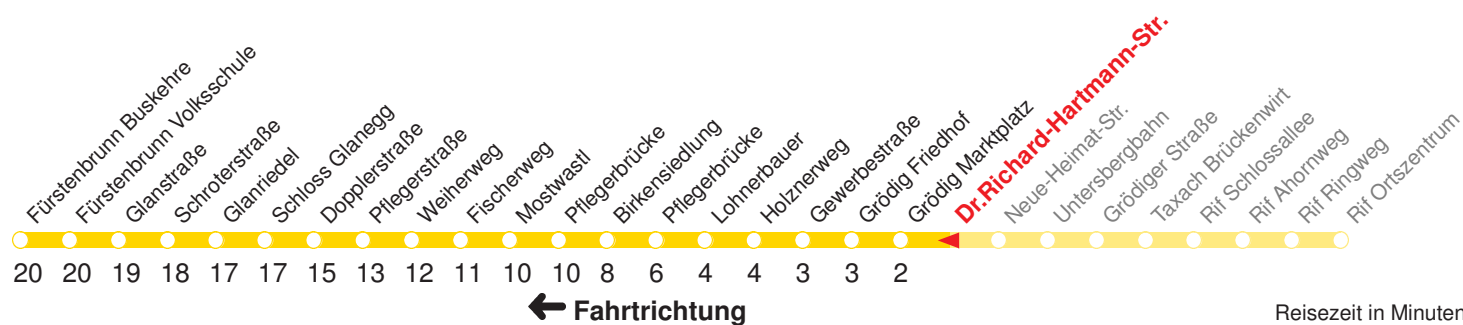 Fürstenbrunn Buskehre
Fürstenbrunn Volksschule
Glanstraße
Schroterstraße
Glanriedel
Schloss Glanegg
Dopplerstraße
Pflegerstraße
Weiherweg
Fischerweg
Mostwastl
Pflegerbrücke
Birkensiedlung
Pflegerbrücke
Lohnerbauer
Holznerweg
Gewerbestraße
Grödig Friedhof
Grödig Marktplatz
Dr.Richard-Hartmann-Str.
Neue-Heimat-Str.
Untersbergbahn
Grödiger Straße
Taxach Brückenwirt
Rif Schlossallee
Rif Ahornweg
Rif Ringweg
Rif Ortszentrum
20 20 19 18 17 17 15 13 12 11 10 10 8 6 4 4 3 3 2
Fahrtrichtung
Reisezeit in Minuten